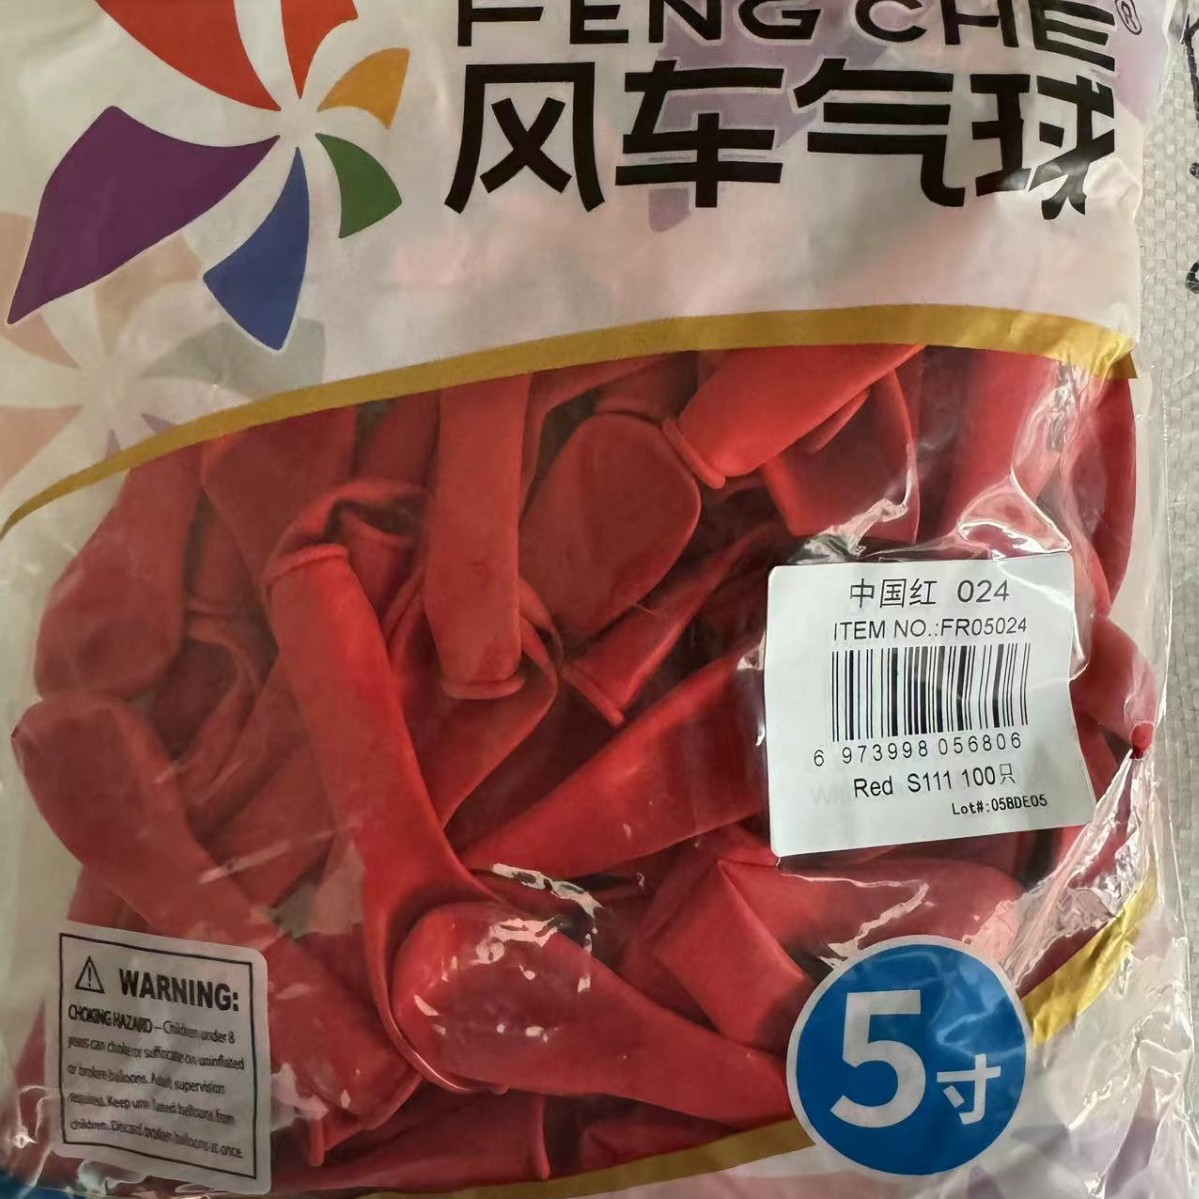 FENG CHE®
风车气球
中国红 024
ITEM NO.:FR05024
6 973998 056806
Red S111 100只
Lot#:05BDE05
WARNING:
CHOKING HAZARD – Children under 8
years can choke or suffocate on uninflated
or broken balloons. Adult supervision
required. Keep uninflated balloons from
children. Discard broken balloons at once.
5寸